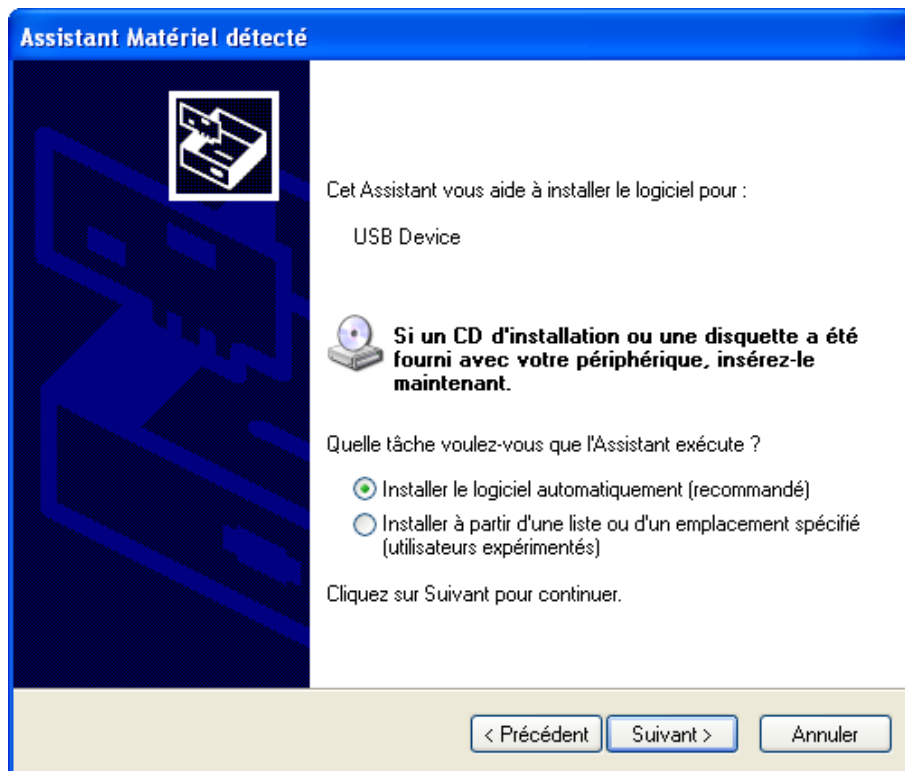 Assistant Matériel détecté
Cet Assistant vous aide à installer le logiciel pour :
USB Device
Si un CD d'installation ou une disquette a été
fourni avec votre périphérique, insérez-le
maintenant.
Quelle tâche voulez-vous que l'Assistant exécute ?
Installer le logiciel automatiquement (recommandé)
Installer à partir d'une liste ou d'un emplacement spécifié
(utilisateurs expérimentés)
Cliquez sur Suivant pour continuer.
< Précédent Suivant > Annuler